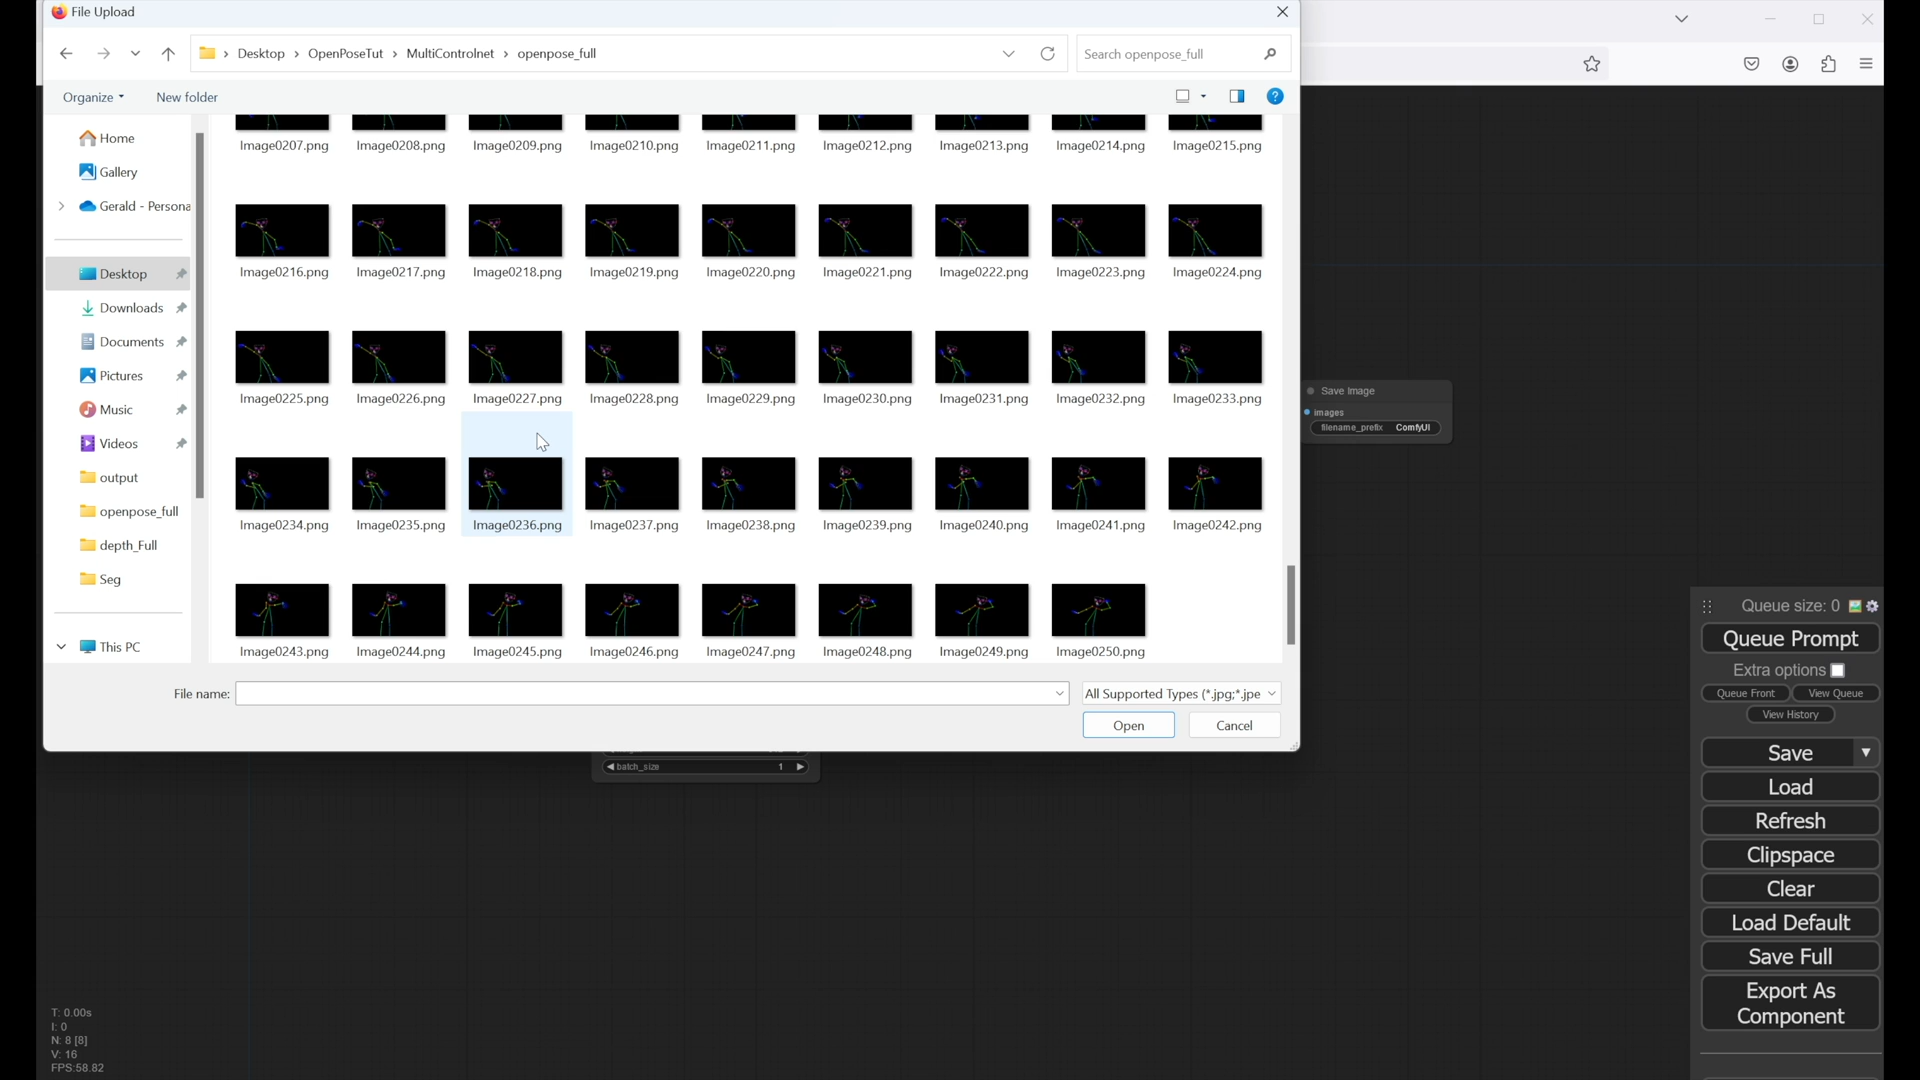 File Upload
Desktop > OpenPoseTut > MultiControlnet > openpose_full
Search openpose_full
Organize
New folder
Home
Gallery
Gerald - Persona
Desktop
Downloads
Documents
Pictures
Music
Videos
output
openpose_full
depth_Full
Seg
This PC
Image0207.png Image0208.png Image0209.png Image0210.png Image0211.png Image0212.png Image0213.png Image0214.png Image0215.png
Image0216.png Image0217.png Image0218.png Image0219.png Image0220.png Image0221.png Image0222.png Image0223.png Image0224.png
Image0225.png Image0226.png Image0227.png Image0228.png Image0229.png Image0230.png Image0231.png Image0232.png Image0233.png
Image0234.png Image0235.png Image0236.png Image0237.png Image0238.png Image0239.png Image0240.png Image0241.png Image0242.png
Image0243.png Image0244.png Image0245.png Image0246.png Image0247.png Image0248.png Image0249.png Image0250.png
File name:
All Supported Types (*.jpg;*.jpe
Open
Cancel
batch_size 1
Save Image
images
filename_prefix ComfyUI
Queue size: 0
Queue Prompt
Extra options
Queue Front
View Queue
View History
Save
Load
Refresh
Clipspace
Clear
Load Default
Save Full
Export As
Component
T: 0.00s
I: 0
N: 8 [8]
V: 16
FPS:58.82